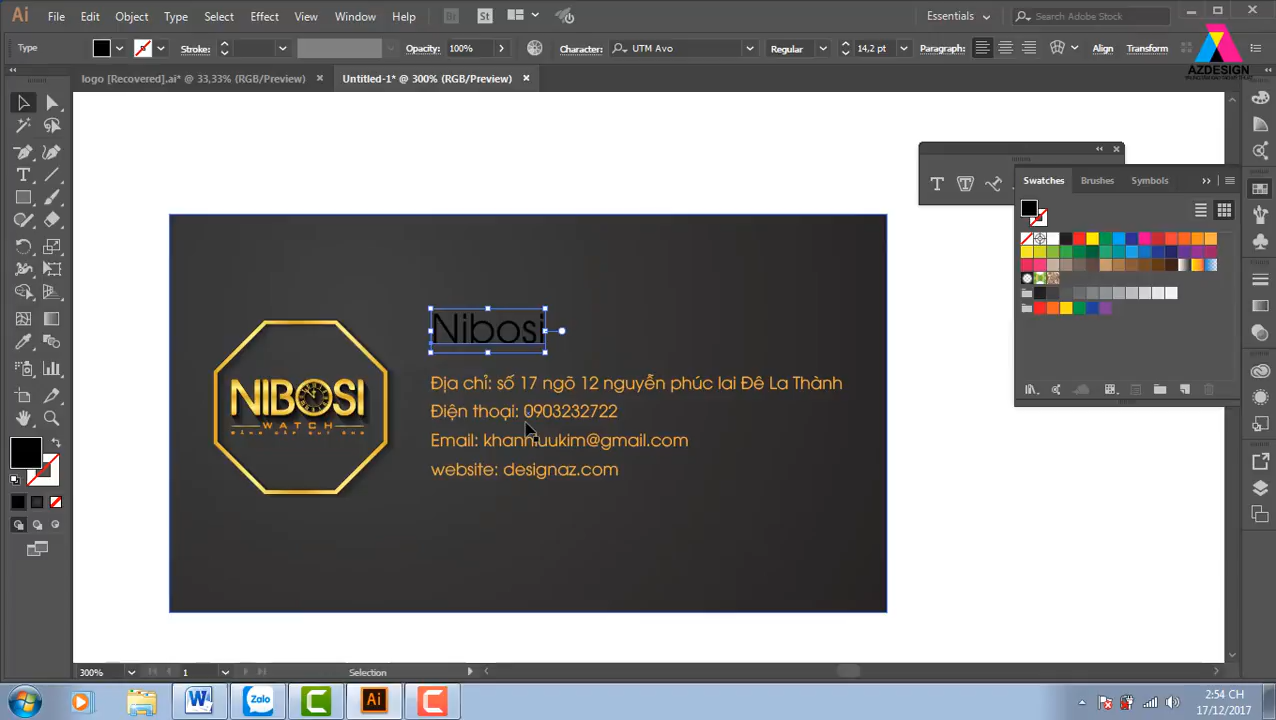 Ai File Edit Object Type Select Effect View Window Help Br St Essentials Search Adobe Stock
Type Stroke: Opacity: 100% Character: UTM Avo Regular 14,2 pt Paragraph: Align Transform
AZDESIGN
logo [Recovered].ai* @ 33,33% (RGB/Preview) × Untitled-1* @ 300% (RGB/Preview) ×
Swatches Brushes Symbols
Nibosi
Địa chỉ: số 17 ngõ 12 nguyễn phúc lai Đê La Thành
NIBOSI
WATCH
Điện thoại: 0903232722
Email: khanhuukim@gmail.com
website: designaz.com
300% 1 Selection
W Zalo C Ai C
2:54 CH
17/12/2017